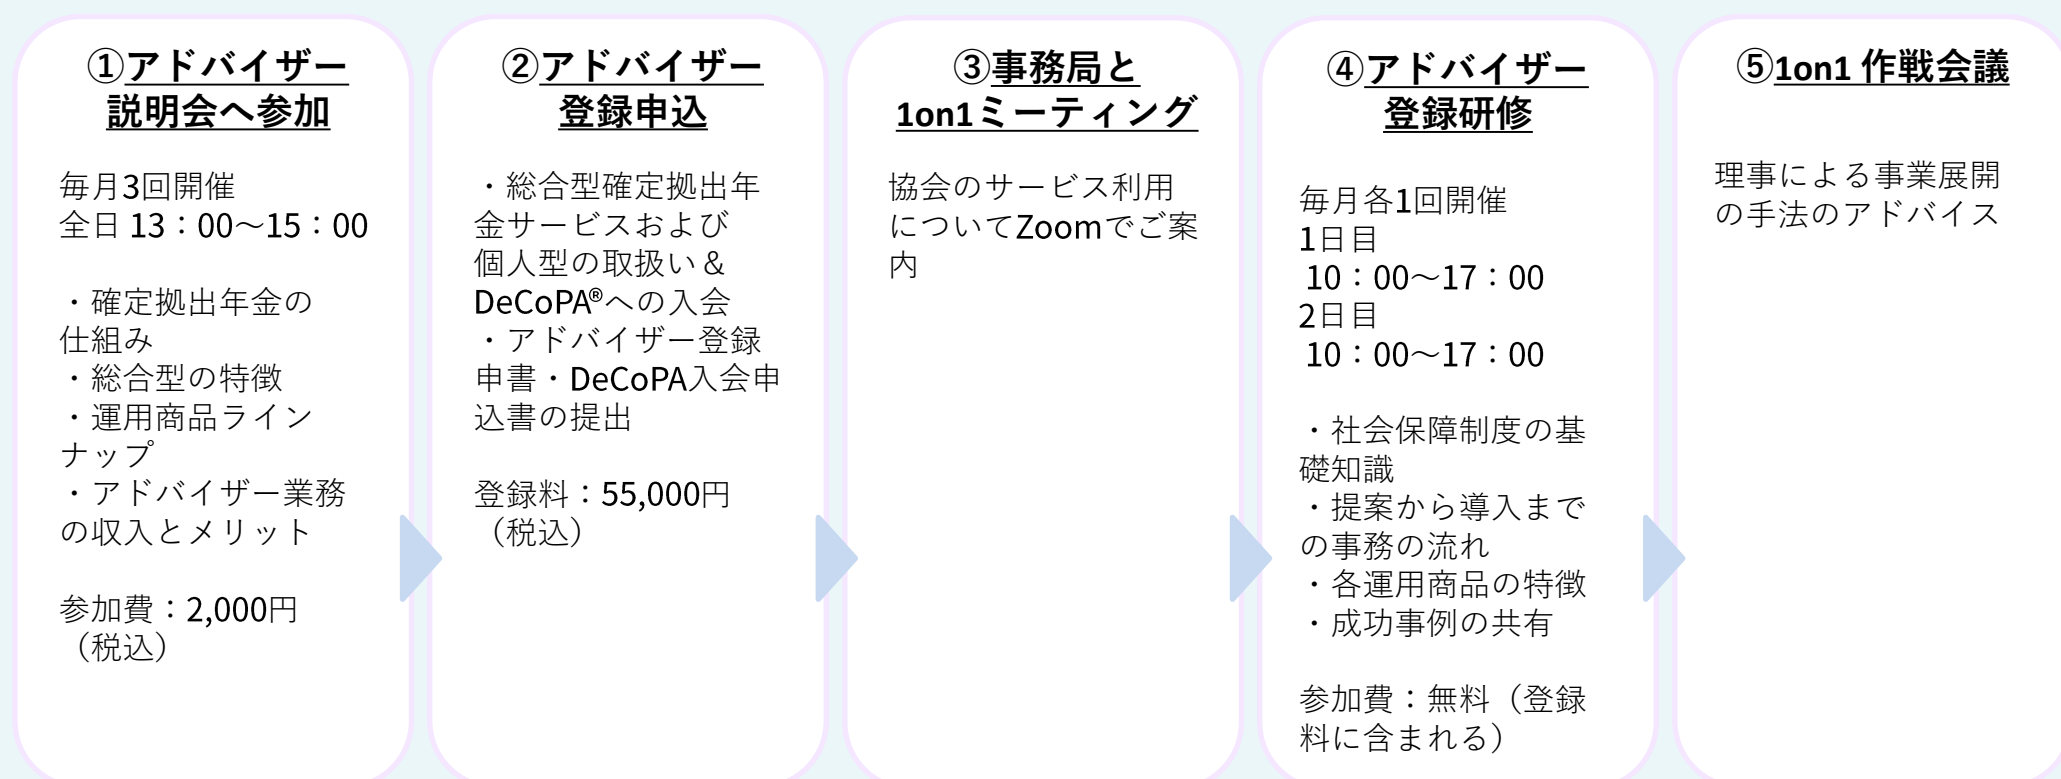 ①アドバイザー
説明会へ参加
毎月3回開催
全日 13：00～15：00
・確定拠出年金の
仕組み
・総合型の特徴
・運用商品ライン
ナップ
・アドバイザー業務
の収入とメリット
参加費：2,000円
（税込）
②アドバイザー
登録申込
・総合型確定拠出年
金サービスおよび
個人型の取扱い＆
DeCoPA®への入会
・アドバイザー登録
申書・DeCoPA入会申
込書の提出
登録料：55,000円
（税込）
③事務局と
1on1ミーティング
協会のサービス利用
についてZoomでご案
内
④アドバイザー
登録研修
毎月各1回開催
1日目
10：00～17：00
2日目
10：00～17：00
・社会保障制度の基
礎知識
・提案から導入まで
の事務の流れ
・各運用商品の特徴
・成功事例の共有
参加費：無料（登録
料に含まれる）
⑤1on1 作戦会議
理事による事業展開
の手法のアドバイス